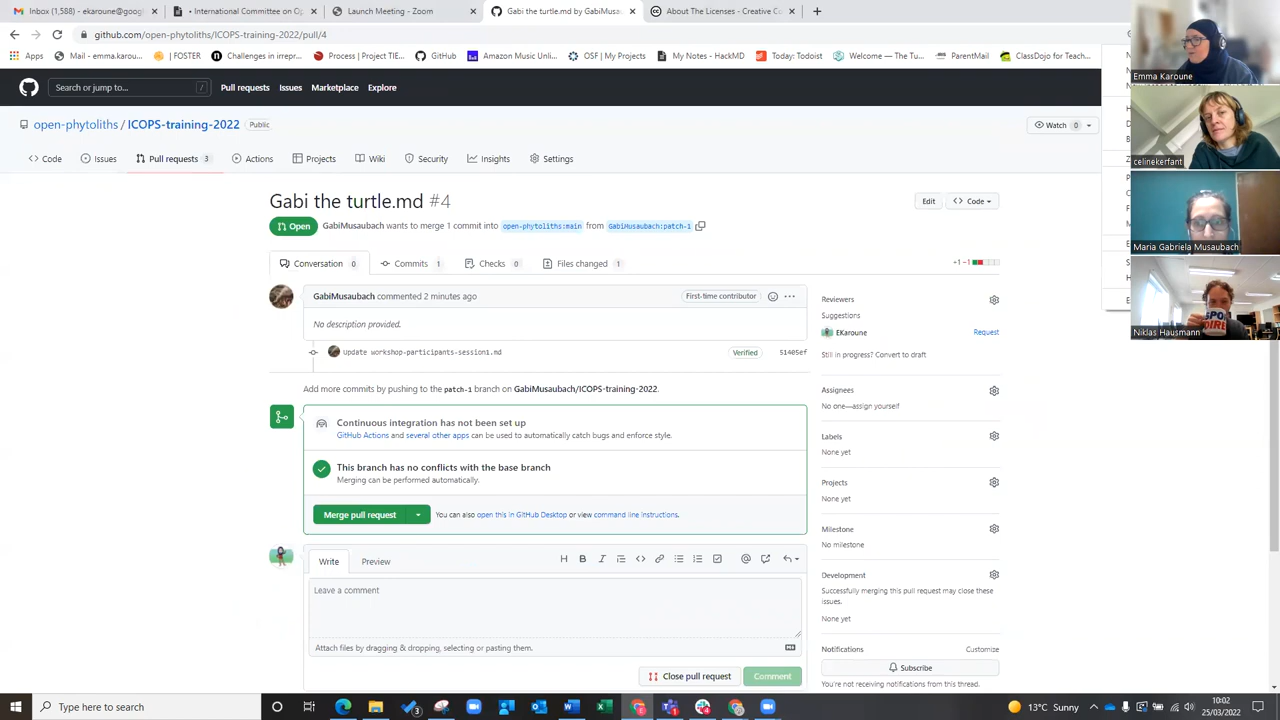 Inbox (1,588) - emma.karoune@goog
• International Committee on Op
Launch Meeting - Zoom
Gabi the turtle.md by GabiMusau
About The Licenses - Creative Co
github.com/open-phytoliths/ICOPS-training-2022/pull/4
Apps
Mail - emma.karou...
| FOSTER
Challenges in irrepr...
Process | Project TIE...
GitHub
Amazon Music Unli...
OSF | My Projects
My Notes - HackMD
Today: Todoist
Welcome — The Tu...
ParentMail
ClassDojo for Teach...
Search or jump to...
/
Pull requests
Issues
Marketplace
Explore
open-phytoliths / ICOPS-training-2022
Public
Watch 0
Code
Issues
Pull requests 3
Actions
Projects
Wiki
Security
Insights
Settings
Gabi the turtle.md #4
Edit
Code
Open
GabiMusaubach wants to merge 1 commit into open-phytoliths:main from GabiMusaubach:patch-1
Conversation 0
Commits 1
Checks 0
Files changed 1
+1 −1
GabiMusaubach commented 2 minutes ago
First-time contributor
No description provided.
Update workshop-participants-session1.md
Verified
51405ef
Add more commits by pushing to the patch-1 branch on GabiMusaubach/ICOPS-training-2022.
Continuous integration has not been set up
GitHub Actions and several other apps can be used to automatically catch bugs and enforce style.
This branch has no conflicts with the base branch
Merging can be performed automatically.
Merge pull request
You can also open this in GitHub Desktop or view command line instructions.
Write
Preview
Leave a comment
Attach files by dragging & dropping, selecting or pasting them.
Close pull request
Comment
Reviewers
Suggestions
EKaroune
Request
Still in progress? Convert to draft
Assignees
No one—assign yourself
Labels
None yet
Projects
None yet
Milestone
No milestone
Development
Successfully merging this pull request may close these
issues.
None yet
Notifications
Customize
Subscribe
You're not receiving notifications from this thread.
Emma Karoune
celinekerfant
Maria Gabriela Musaubach
Niklas Hausmann
Type here to search
13°C Sunny
10:02
25/03/2022